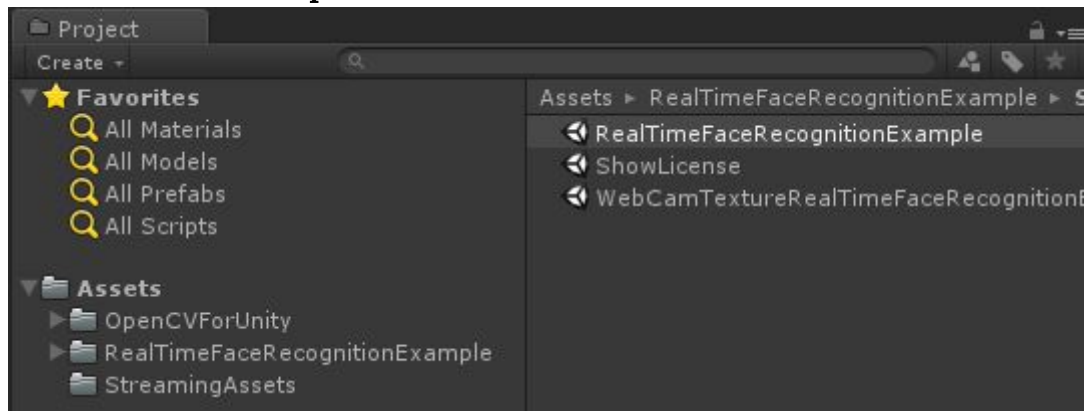 Project
Create
Favorites
All Materials
All Models
All Prefabs
All Scripts
Assets
OpenCVForUnity
RealTimeFaceRecognitionExample
StreamingAssets
Assets ▸ RealTimeFaceRecognitionExample ▸ S
RealTimeFaceRecognitionExample
ShowLicense
WebCamTextureRealTimeFaceRecognitionE